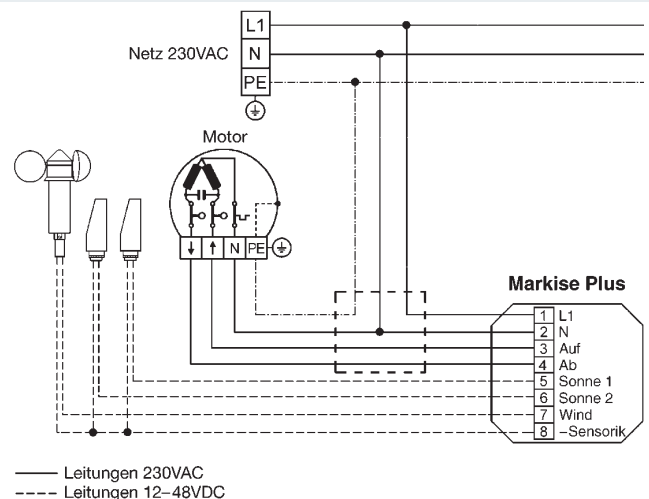 L1
Netz 230VAC N
PE
Motor
↓ ↑ N PE
Markise Plus
1 L1
2 N
3 Auf
4 Ab
5 Sonne 1
6 Sonne 2
7 Wind
8 –Sensorik
Leitungen 230VAC
Leitungen 12–48VDC